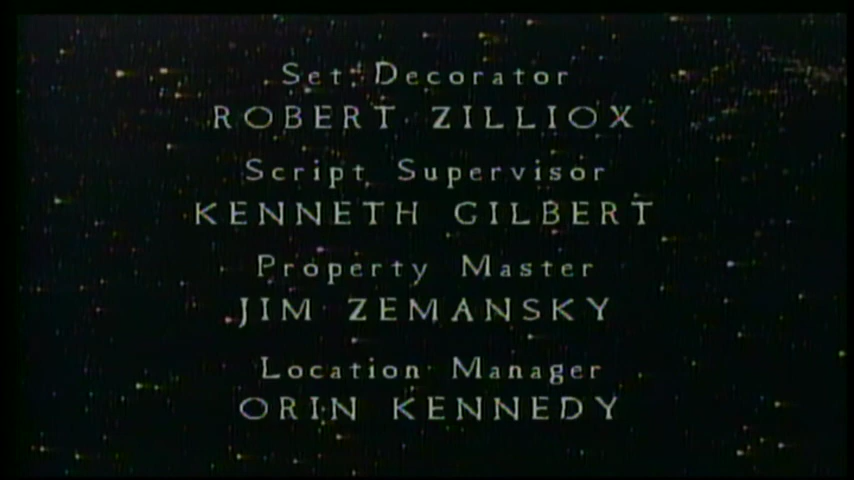 Set Decorator
ROBERT ZILLIOX
Script Supervisor
KENNETH GILBERT
Property Master
JIM ZEMANSKY
Location Manager
ORIN KENNEDY